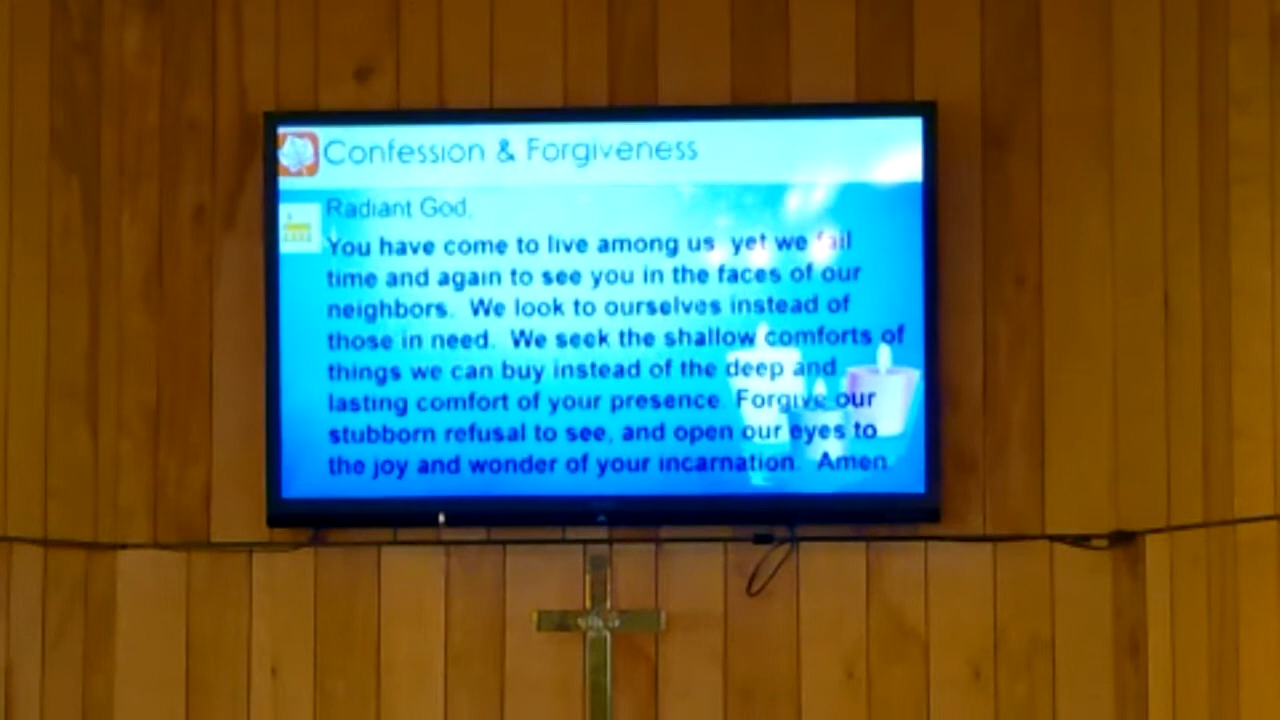 Confession & Forgiveness
Radiant God,
You have come to live among us, yet we fail
time and again to see you in the faces of our
neighbors. We look to ourselves instead of
those in need. We seek the shallow comforts of
things we can buy instead of the deep and
lasting comfort of your presence. Forgive our
stubborn refusal to see, and open our eyes to
the joy and wonder of your incarnation. Amen